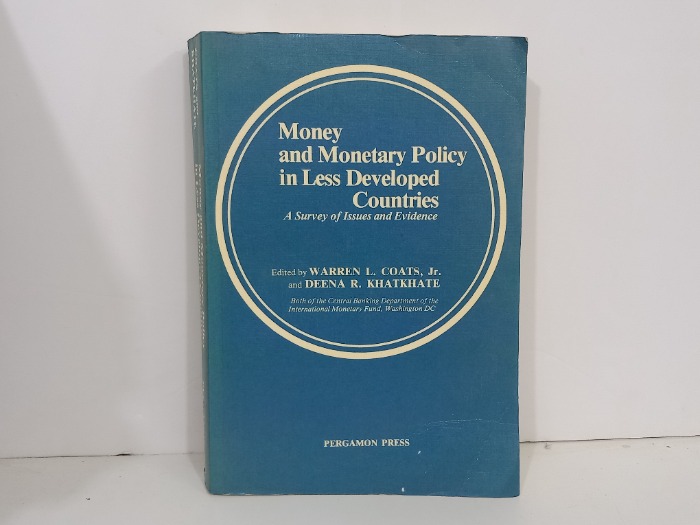 Money
and Monetary Policy
in Less Developed
Countries
A Survey of Issues and Evidence
Edited by WARREN L. COATS, Jr.
and DEENA R. KHATKHATE
Both of the Central Banking Department of the
International Monetary Fund, Washington DC
PERGAMON PRESS